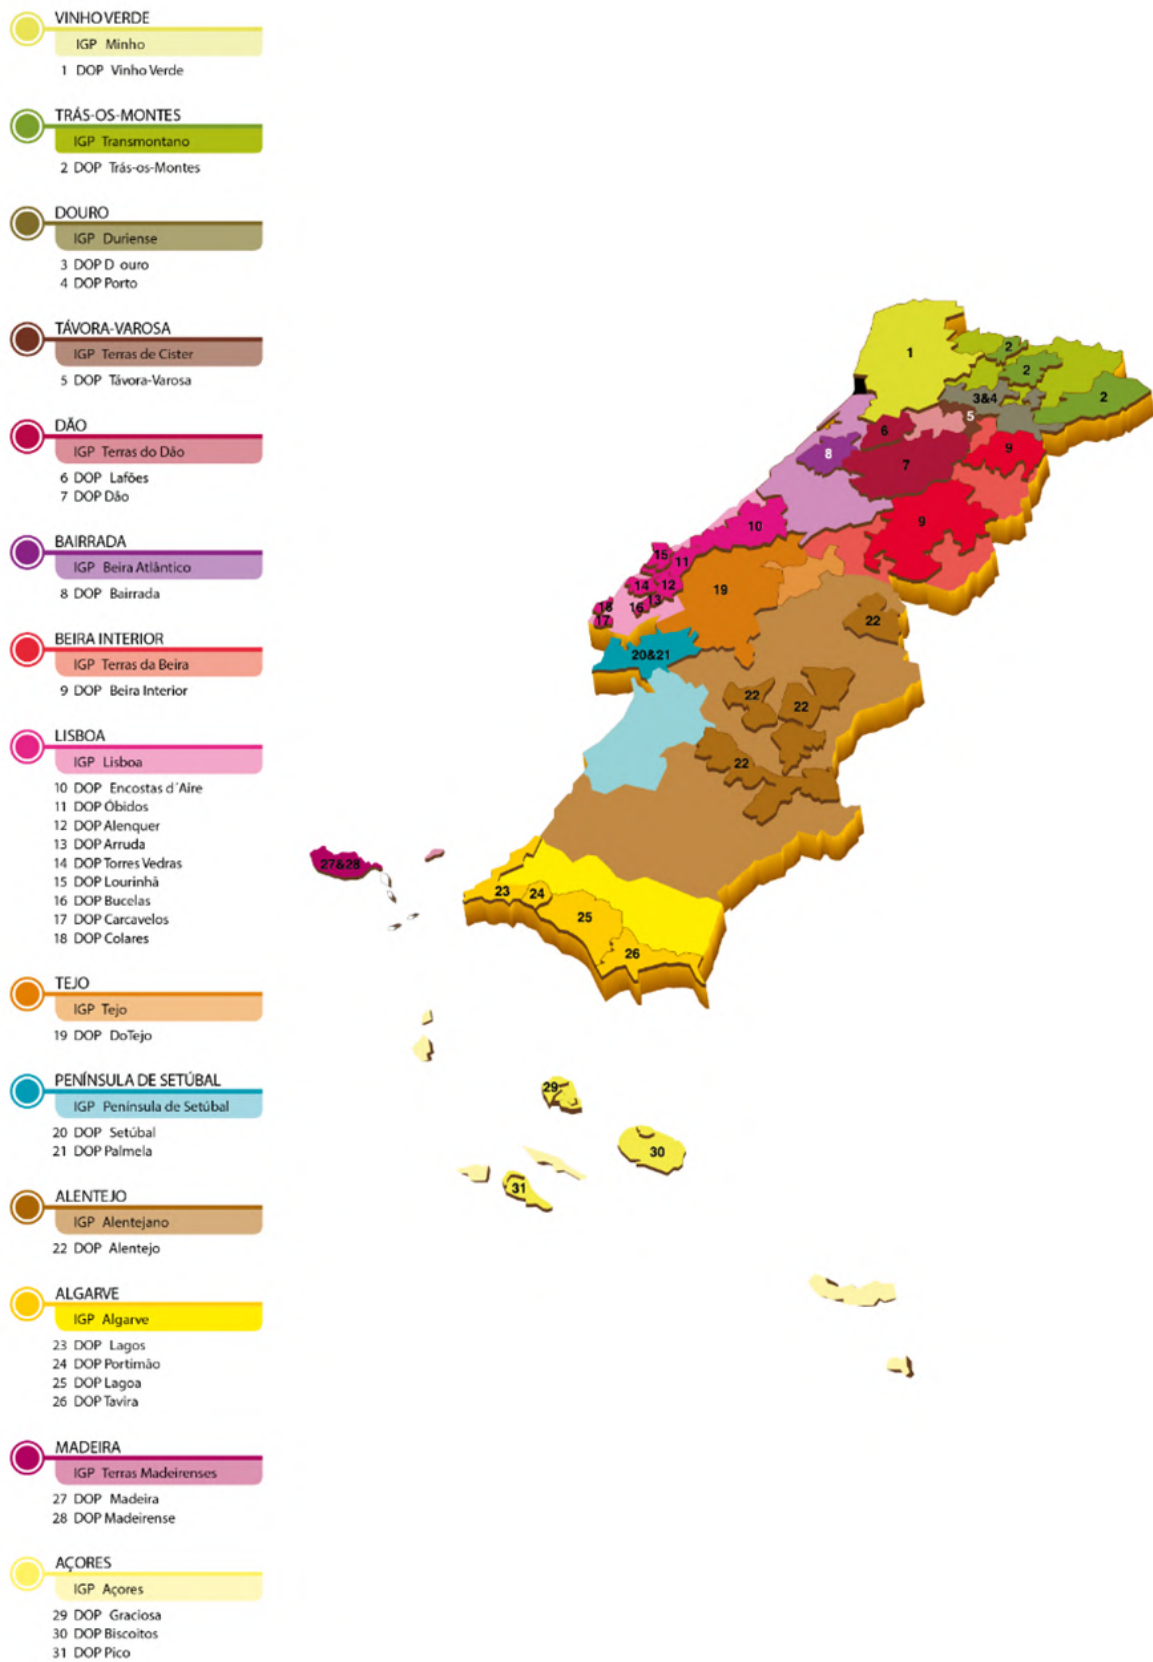 VINHO VERDE
IGP Minho
1 DOP Vinho Verde
TRÁS-OS-MONTES
IGP Transmontano
2 DOP Trás-os-Montes
DOURO
IGP Duriense
3 DOP D ouro
4 DOP Porto
TÁVORA-VAROSA
IGP Terras de Cister
5 DOP Távora-Varosa
DÃO
IGP Terras do Dão
6 DOP Lafões
7 DOP Dão
BAIRRADA
IGP Beira Atlântico
8 DOP Bairrada
BEIRA INTERIOR
IGP Terras da Beira
9 DOP Beira Interior
LISBOA
IGP Lisboa
10 DOP Encostas d´Aire
11 DOP Óbidos
12 DOP Alenquer
13 DOP Arruda
14 DOP Torres Vedras
15 DOP Lourinhã
16 DOP Bucelas
17 DOP Carcavelos
18 DOP Colares
TEJO
IGP Tejo
19 DOP DoTejo
PENÍNSULA DE SETÚBAL
IGP Península de Setúbal
20 DOP Setúbal
21 DOP Palmela
ALENTEJO
IGP Alentejano
22 DOP Alentejo
ALGARVE
IGP Algarve
23 DOP Lagos
24 DOP Portimão
25 DOP Lagoa
26 DOP Tavira
MADEIRA
IGP Terras Madeirenses
27 DOP Madeira
28 DOP Madeirense
AÇORES
IGP Açores
29 DOP Graciosa
30 DOP Biscoitos
31 DOP Pico
1
2
2
3&4
2
5
6
9
8
7
10
9
15
11
14
12
19
13
18
16
17
22
20&21
22
22
22
27&28
23
24
25
26
29
30
31